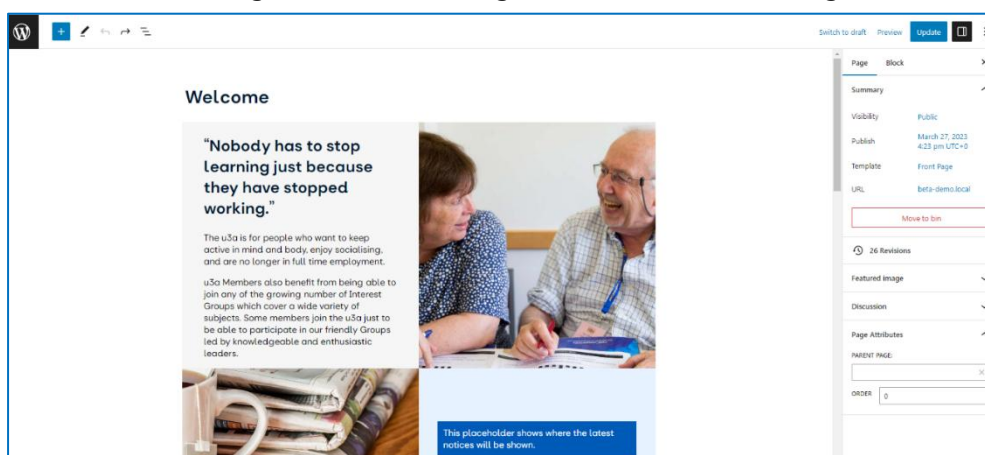 Switch to draft Preview Update
Page Block
Welcome
“Nobody has to stop
learning just because
they have stopped
working.”
The u3a is for people who want to keep
active in mind and body, enjoy socialising,
and are no longer in full time employment.
u3a Members also benefit from being able to
join any of the growing number of Interest
Groups which cover a wide variety of
subjects. Some members join the u3a just to
be able to participate in our friendly Groups
led by knowledgeable and enthusiastic
leaders.
This placeholder shows where the latest
notices will be shown.
Summary
Visibility Public
Publish March 27, 2023
4:23 pm UTC+0
Template Front Page
URL beta-demo.local
Move to bin
26 Revisions
Featured image
Discussion
Page Attributes
PARENT PAGE:
ORDER 0